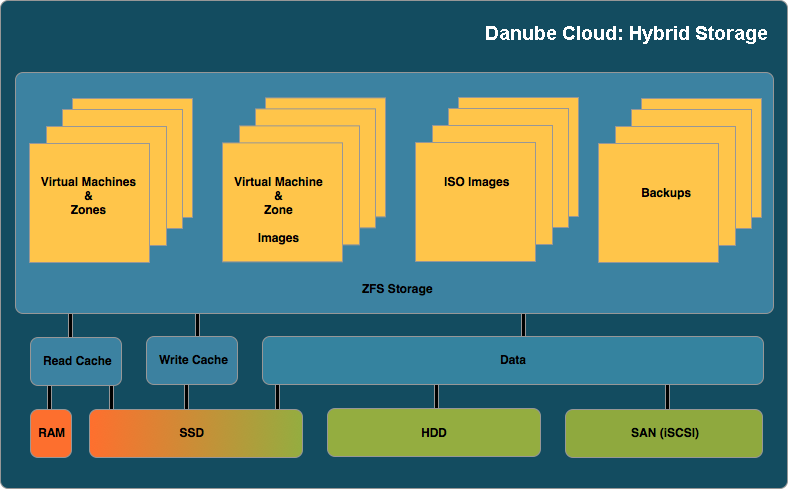 Danube Cloud: Hybrid Storage
Virtual Machines
&
Zones
Virtual Machine
&
Zone
Images
ISO Images
Backups
ZFS Storage
Read Cache
Write Cache
Data
RAM
SSD
HDD
SAN (iSCSI)